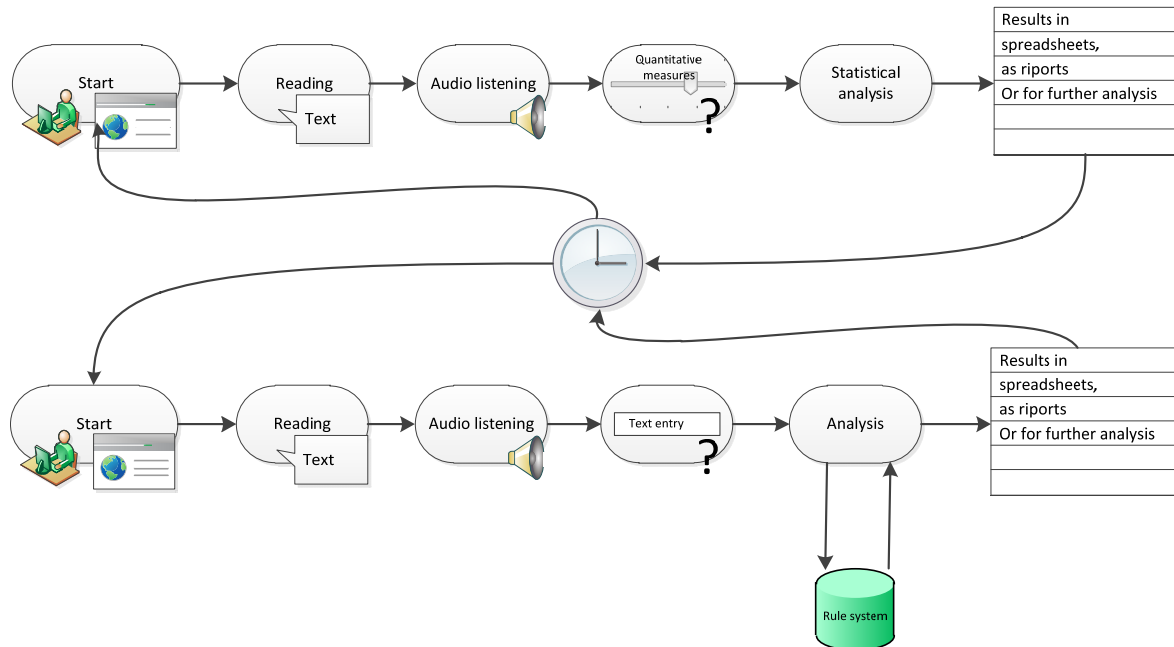 Start
Reading
Text
Audio listening
Quantitative
measures
?
Statistical
analysis
Results in
spreadsheets,
as riports
Or for further analysis
Start
Reading
Text
Audio listening
Text entry
?
Analysis
Results in
spreadsheets,
as riports
Or for further analysis
Rule system